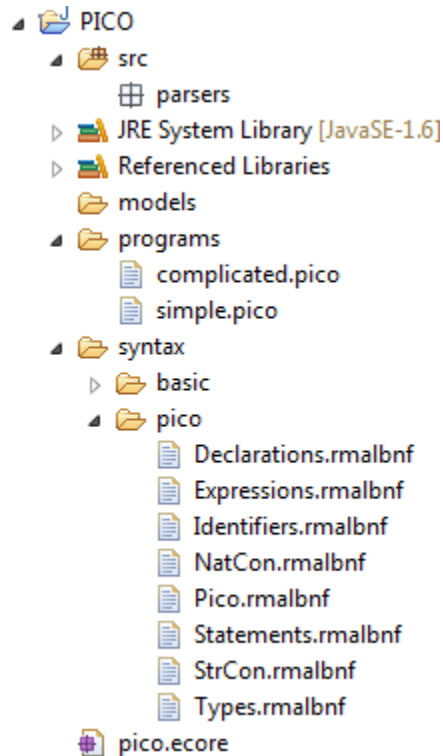 PICO
src
parsers
JRE System Library [JavaSE-1.6]
Referenced Libraries
models
programs
complicated.pico
simple.pico
syntax
basic
pico
Declarations.rmalbnf
Expressions.rmalbnf
Identifiers.rmalbnf
NatCon.rmalbnf
Pico.rmalbnf
Statements.rmalbnf
StrCon.rmalbnf
Types.rmalbnf
pico.ecore